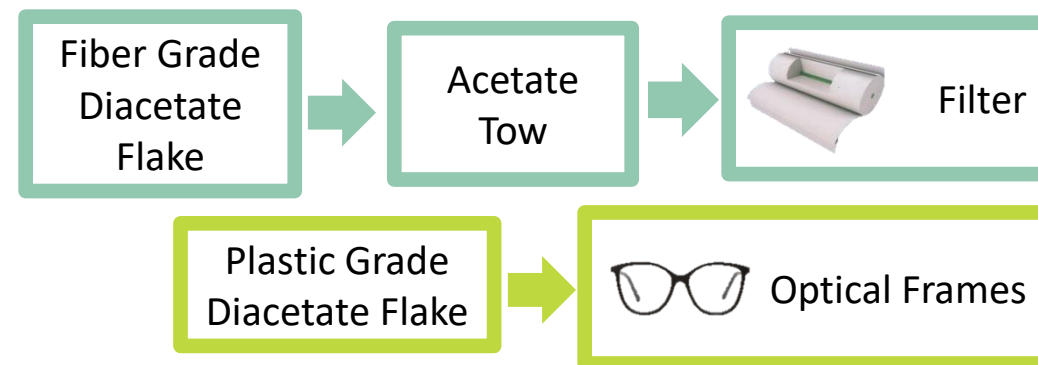 Fiber Grade
Diacetate
Flake
Acetate
Tow
Filter
Plastic Grade
Diacetate Flake
Optical Frames